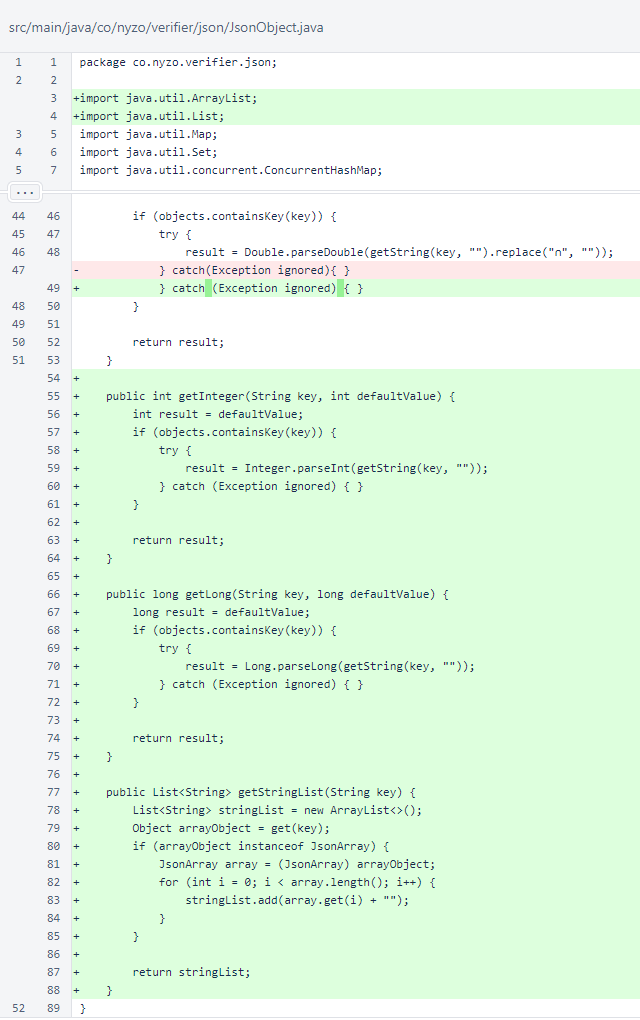 src/main/java/co/nyzo/verifier/json/JsonObject.java
1 1 package co.nyzo.verifier.json;
2 2
3 +import java.util.ArrayList;
4 +import java.util.List;
3 5 import java.util.Map;
4 6 import java.util.Set;
5 7 import java.util.concurrent.ConcurrentHashMap;
...
44 46 if (objects.containsKey(key)) {
45 47 try {
46 48 result = Double.parseDouble(getString(key, "").replace("n", ""));
47 - } catch(Exception ignored){ }
49 + } catch (Exception ignored) { }
48 50 }
49 51
50 52 return result;
51 53 }
54 +
55 + public int getInteger(String key, int defaultValue) {
56 + int result = defaultValue;
57 + if (objects.containsKey(key)) {
58 + try {
59 + result = Integer.parseInt(getString(key, ""));
60 + } catch (Exception ignored) { }
61 + }
62 +
63 + return result;
64 + }
65 +
66 + public long getLong(String key, long defaultValue) {
67 + long result = defaultValue;
68 + if (objects.containsKey(key)) {
69 + try {
70 + result = Long.parseLong(getString(key, ""));
71 + } catch (Exception ignored) { }
72 + }
73 +
74 + return result;
75 + }
76 +
77 + public List<String> getStringList(String key) {
78 + List<String> stringList = new ArrayList<>();
79 + Object arrayObject = get(key);
80 + if (arrayObject instanceof JsonArray) {
81 + JsonArray array = (JsonArray) arrayObject;
82 + for (int i = 0; i < array.length(); i++) {
83 + stringList.add(array.get(i) + "");
84 + }
85 + }
86 +
87 + return stringList;
88 + }
52 89 }